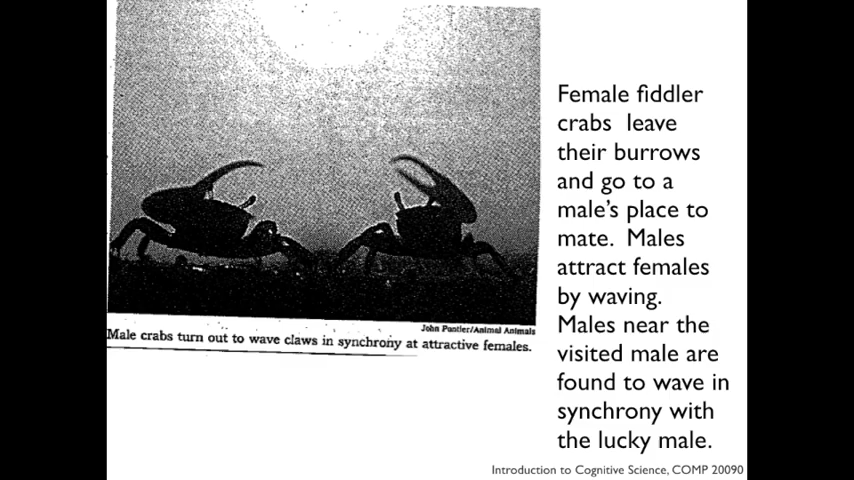 John Pontier/Animal Animals
Male crabs turn out to wave claws in synchrony at attractive females.
Female fiddler
crabs leave
their burrows
and go to a
male's place to
mate. Males
attract females
by waving.
Males near the
visited male are
found to wave in
synchrony with
the lucky male.
Introduction to Cognitive Science, COMP 20090